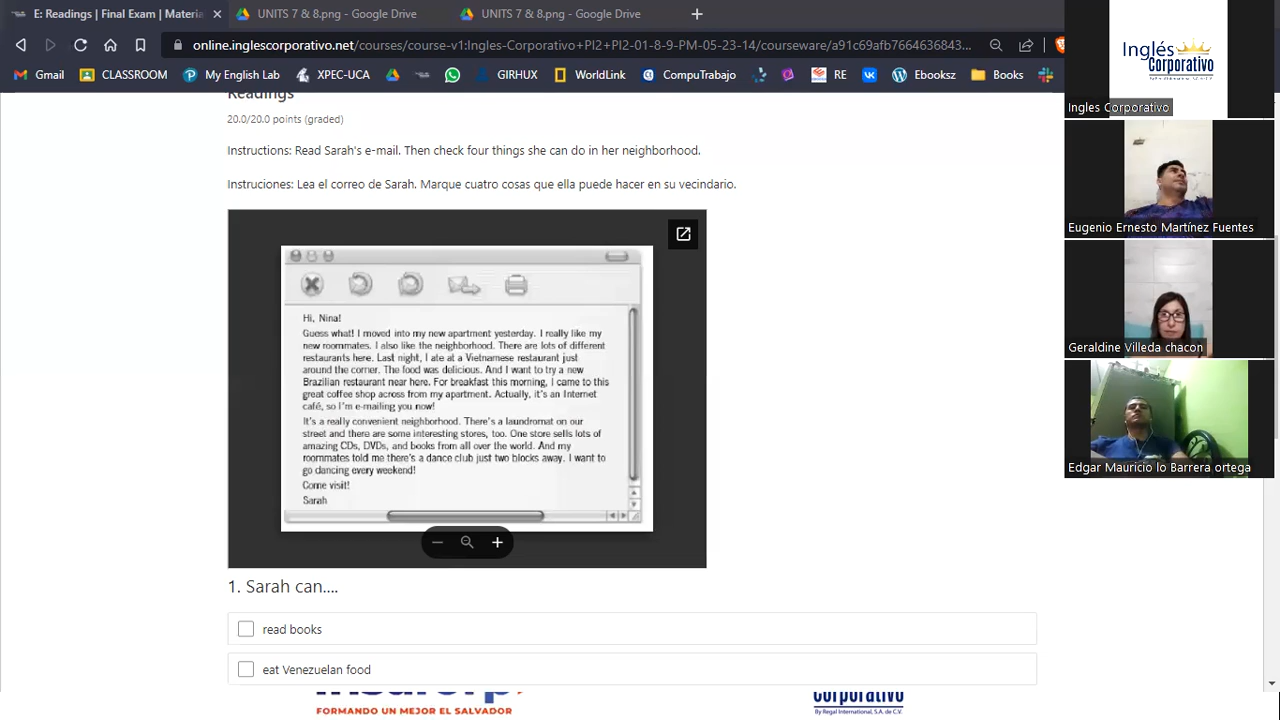 E: Readings | Final Exam | Materia
UNITS 7 & 8.png - Google Drive
UNITS 7 & 8.png - Google Drive
online.inglescorporativo.net/courses/course-v1:Ingles-Corporativo+PI2+PI2-01-8-9-PM-05-23-14/courseware/a91c69afb7664636843...
Gmail
CLASSROOM
My English Lab
XPEC-UCA
GIRHUX
WorldLink
CompuTrabajo
RE
Worksz
Books
Readings
20.0/20.0 points (graded)
Instructions: Read Sarah's e-mail. Then check four things she can do in her neighborhood.
Instruciones: Lea el correo de Sarah. Marque cuatro cosas que ella puede hacer en su vecindario.
Hi, Nina!
Guess what! I moved into my new apartment yesterday. I really like my
new roommates. I also like the neighborhood. There are lots of different
restaurants here. Last night, I ate at a Vietnamese restaurant just
around the corner. The food was delicious. And I want to try a new
Brazilian restaurant near here. For breakfast this morning, I came to this
great coffee shop across from my apartment. Actually, it's an Internet
café, so I'm e-mailing you now!
It's a really convenient neighborhood. There's a laundromat on our
street and there are some interesting stores, too. One store sells lots of
amazing CDs, DVDs, and books from all over the world. And my
roommates told me there's a dance club just two blocks away. I want to
go dancing every weekend!
Come visit!
Sarah
1. Sarah can....
read books
eat Venezuelan food
FORMANDO UN MEJOR EL SALVADOR
Corporativo
By Regal International, S.A. de C.V.
Inglés
Corporativo
Ingles Corporativo
Eugenio Ernesto Martínez Fuentes
Geraldine Villeda chacon
Edgar Mauricio lo Barrera ortega